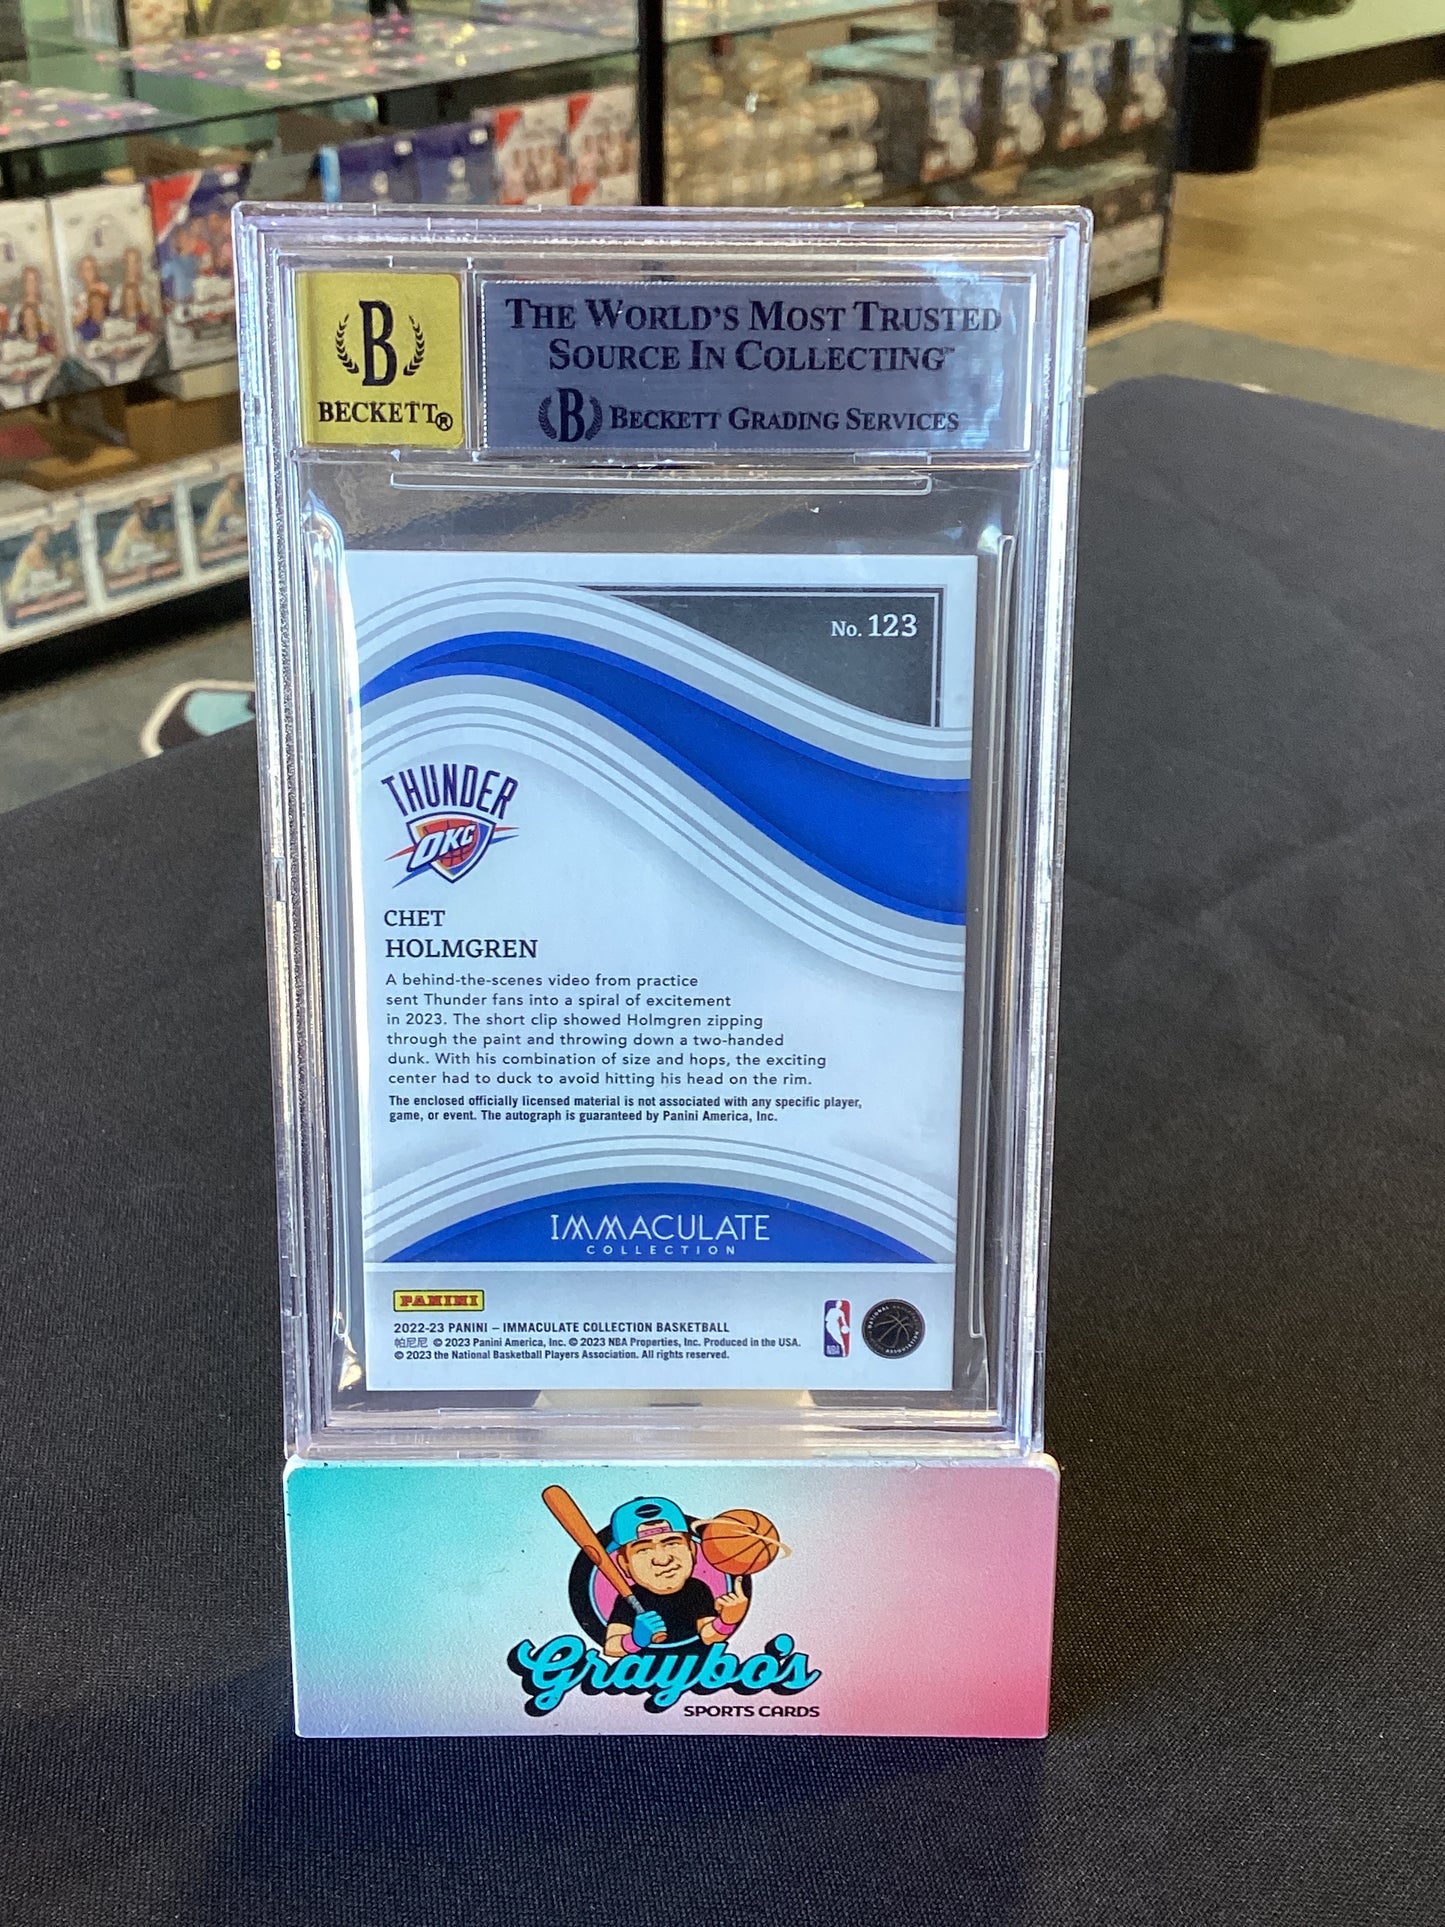 B
BECKETT®
THE WORLD'S MOST TRUSTED
SOURCE IN COLLECTING™
B BECKETT GRADING SERVICES
No. 123
THUNDER
OKC
CHET
HOLMGREN
A behind-the-scenes video from practice
sent Thunder fans into a spiral of excitement
in 2023. The short clip showed Holmgren zipping
through the paint and throwing down a two-handed
dunk. With his combination of size and hops, the exciting
center had to duck to avoid hitting his head on the rim.
The enclosed officially licensed material is not associated with any specific player,
game, or event. The autograph is guaranteed by Panini America, Inc.
IMMACULATE
COLLECTION
PANINI
2022-23 PANINI – IMMACULATE COLLECTION BASKETBALL
帕尼尼 © 2023 Panini America, Inc. © 2023 NBA Properties, Inc. Produced in the USA.
© 2023 the National Basketball Players Association. All rights reserved.
NBA
Graybo's
SPORTS CARDS